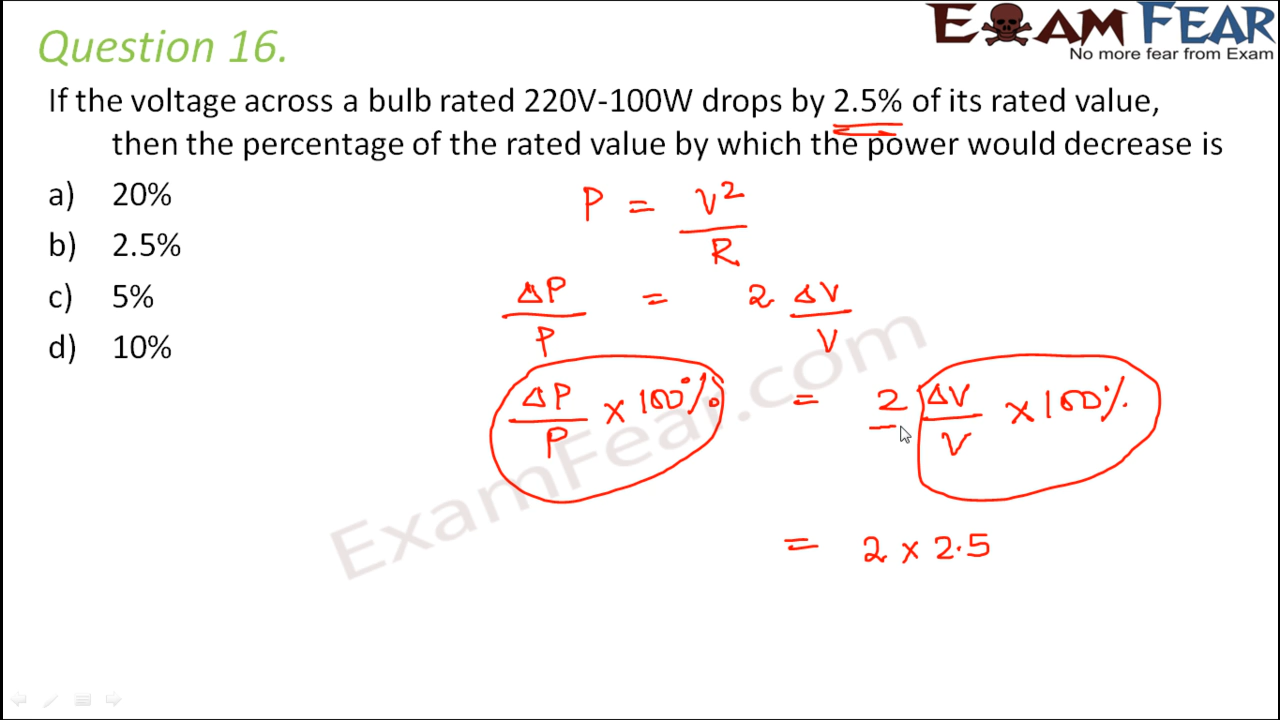 Question 16.
EXAM FEAR
No more fear from Exam
If the voltage across a bulb rated 220V-100W drops by 2.5% of its rated value,
then the percentage of the rated value by which the power would decrease is
a) 20%
b) 2.5%
c) 5%
d) 10%
P = V²/R
ΔP/P = 2 ΔV/V
ΔP/P × 100% = 2 ΔV/V × 100%
= 2 × 2.5
ExamFear.com